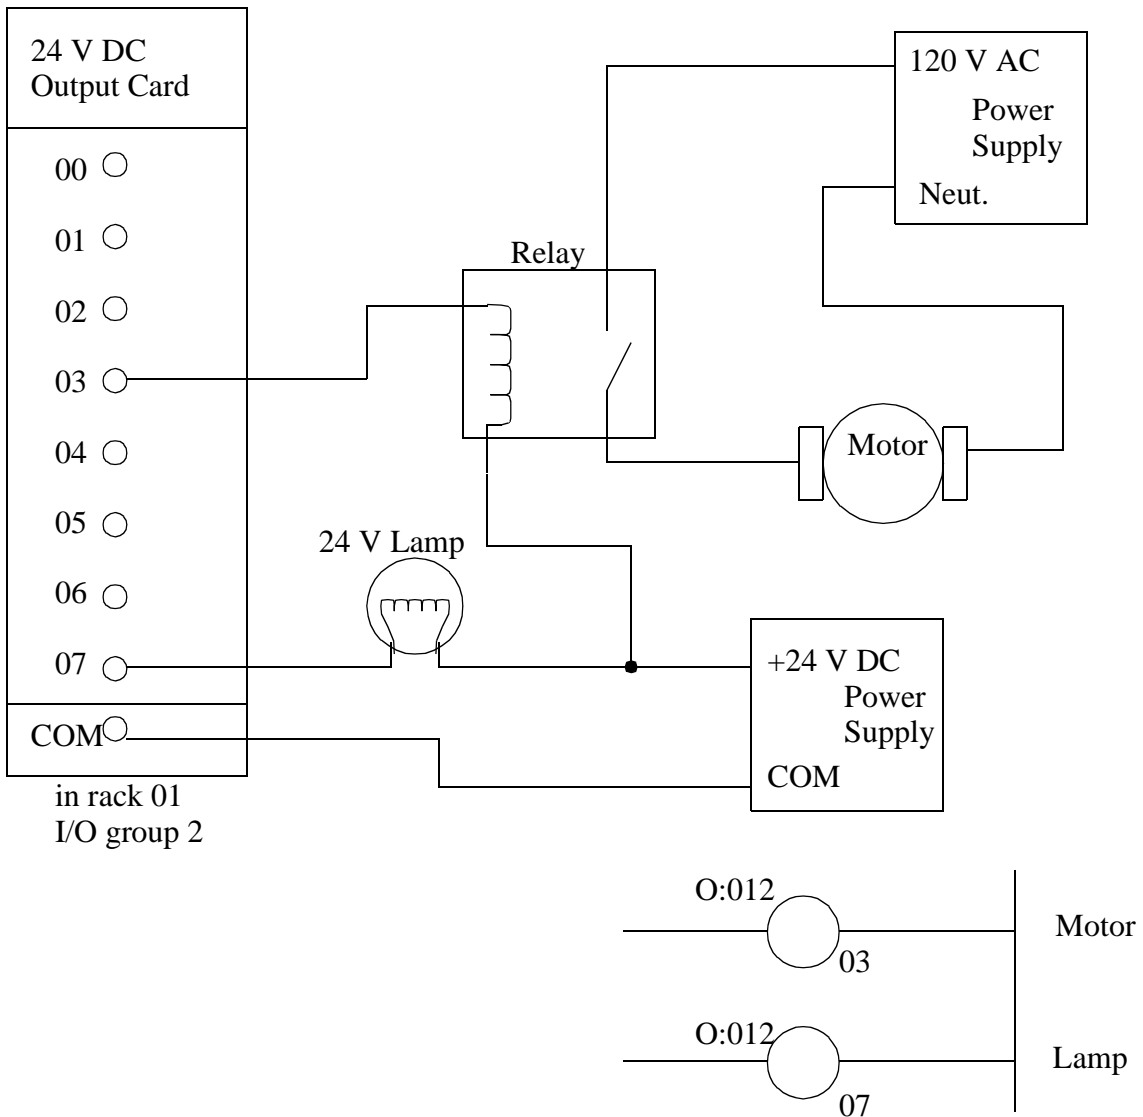 24 V DC
Output Card
00
01
02
03
04
05
06
07
COM
in rack 01
I/O group 2
Relay
24 V Lamp
120 V AC
Power
Supply
Neut.
Motor
+24 V DC
Power
Supply
COM
O:012
03
Motor
O:012
07
Lamp